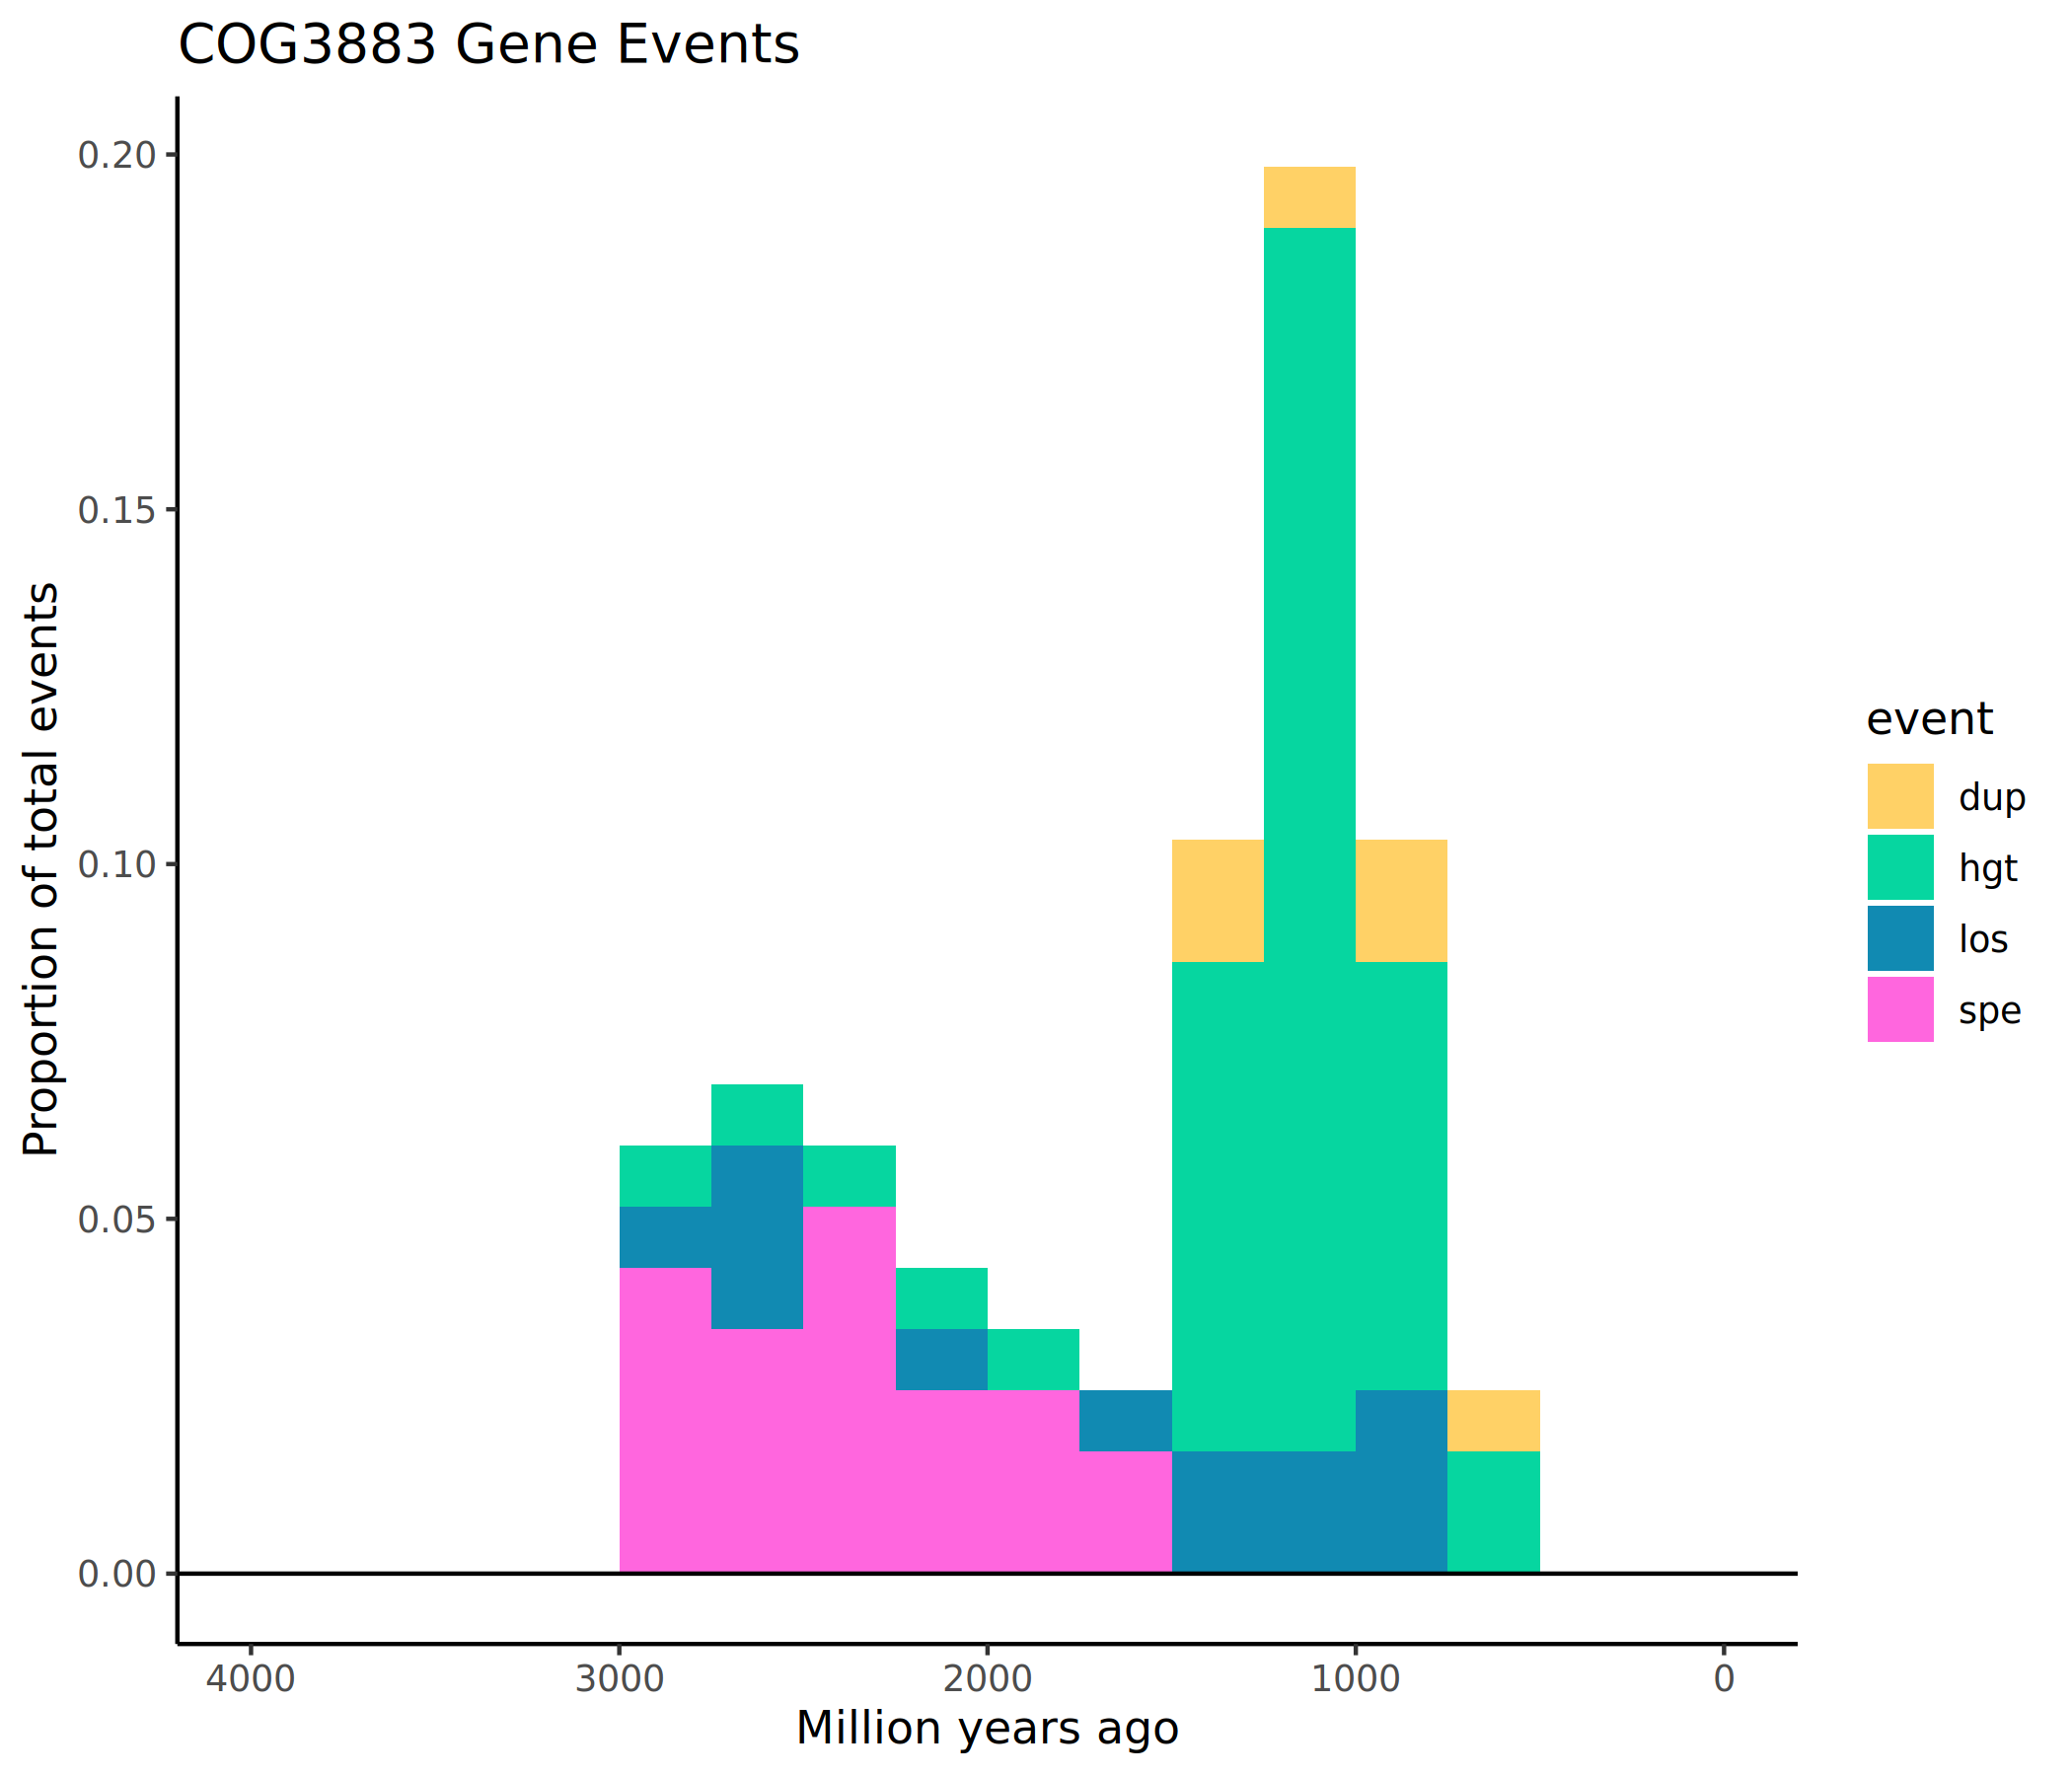 COG3883 Gene Events
Proportion of total events
0.20
0.15
0.10
0.05
0.00
4000 3000 2000 1000 0
Million years ago
event
dup
hgt
los
spe